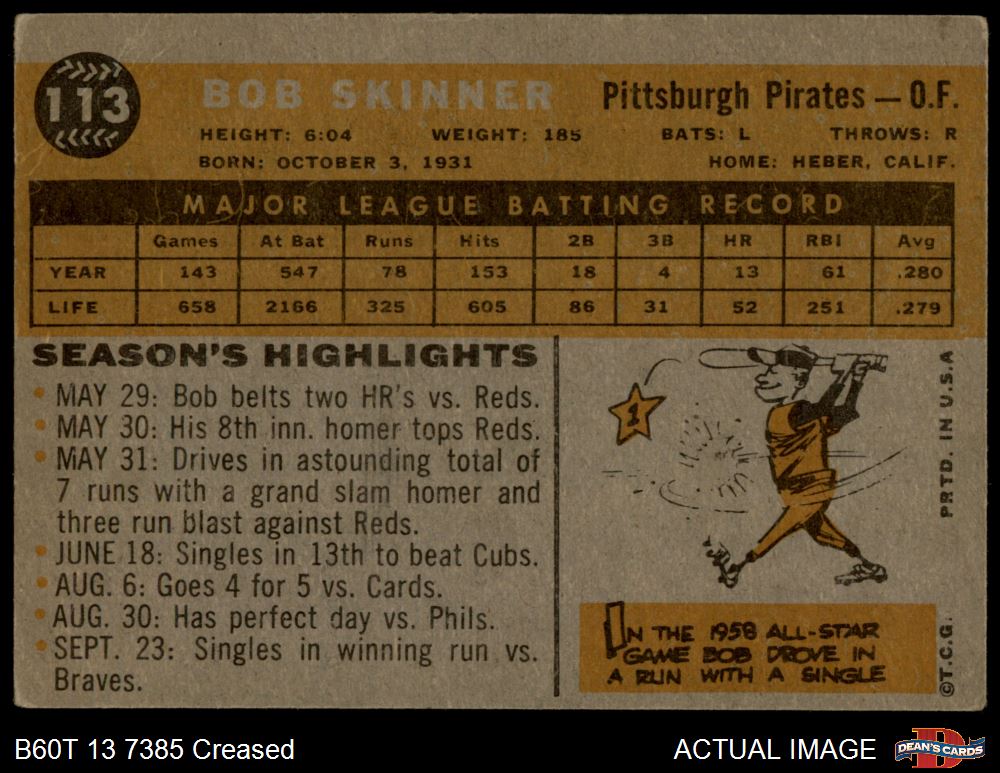 113
BOB SKINNER
Pittsburgh Pirates — O.F.
HEIGHT: 6:04 WEIGHT: 185 BATS: L THROWS: R
BORN: OCTOBER 3, 1931 HOME: HEBER, CALIF.
MAJOR LEAGUE BATTING RECORD
Games At Bat Runs Hits 2B 3B HR RBI Avg
YEAR 143 547 78 153 18 4 13 61 .280
LIFE 658 2166 325 605 86 31 52 251 .279
SEASON'S HIGHLIGHTS
• MAY 29: Bob belts two HR's vs. Reds.
• MAY 30: His 8th inn. homer tops Reds.
• MAY 31: Drives in astounding total of
7 runs with a grand slam homer and
three run blast against Reds.
• JUNE 18: Singles in 13th to beat Cubs.
• AUG. 6: Goes 4 for 5 vs. Cards.
• AUG. 30: Has perfect day vs. Phils.
• SEPT. 23: Singles in winning run vs.
Braves.
1
IN THE 1958 ALL-STAR
GAME BOB DROVE IN
A RUN WITH A SINGLE
PRTD. IN U.S.A
©T.C.G.
B60T 13 7385 Creased
ACTUAL IMAGE
D
DEAN'S CARDS